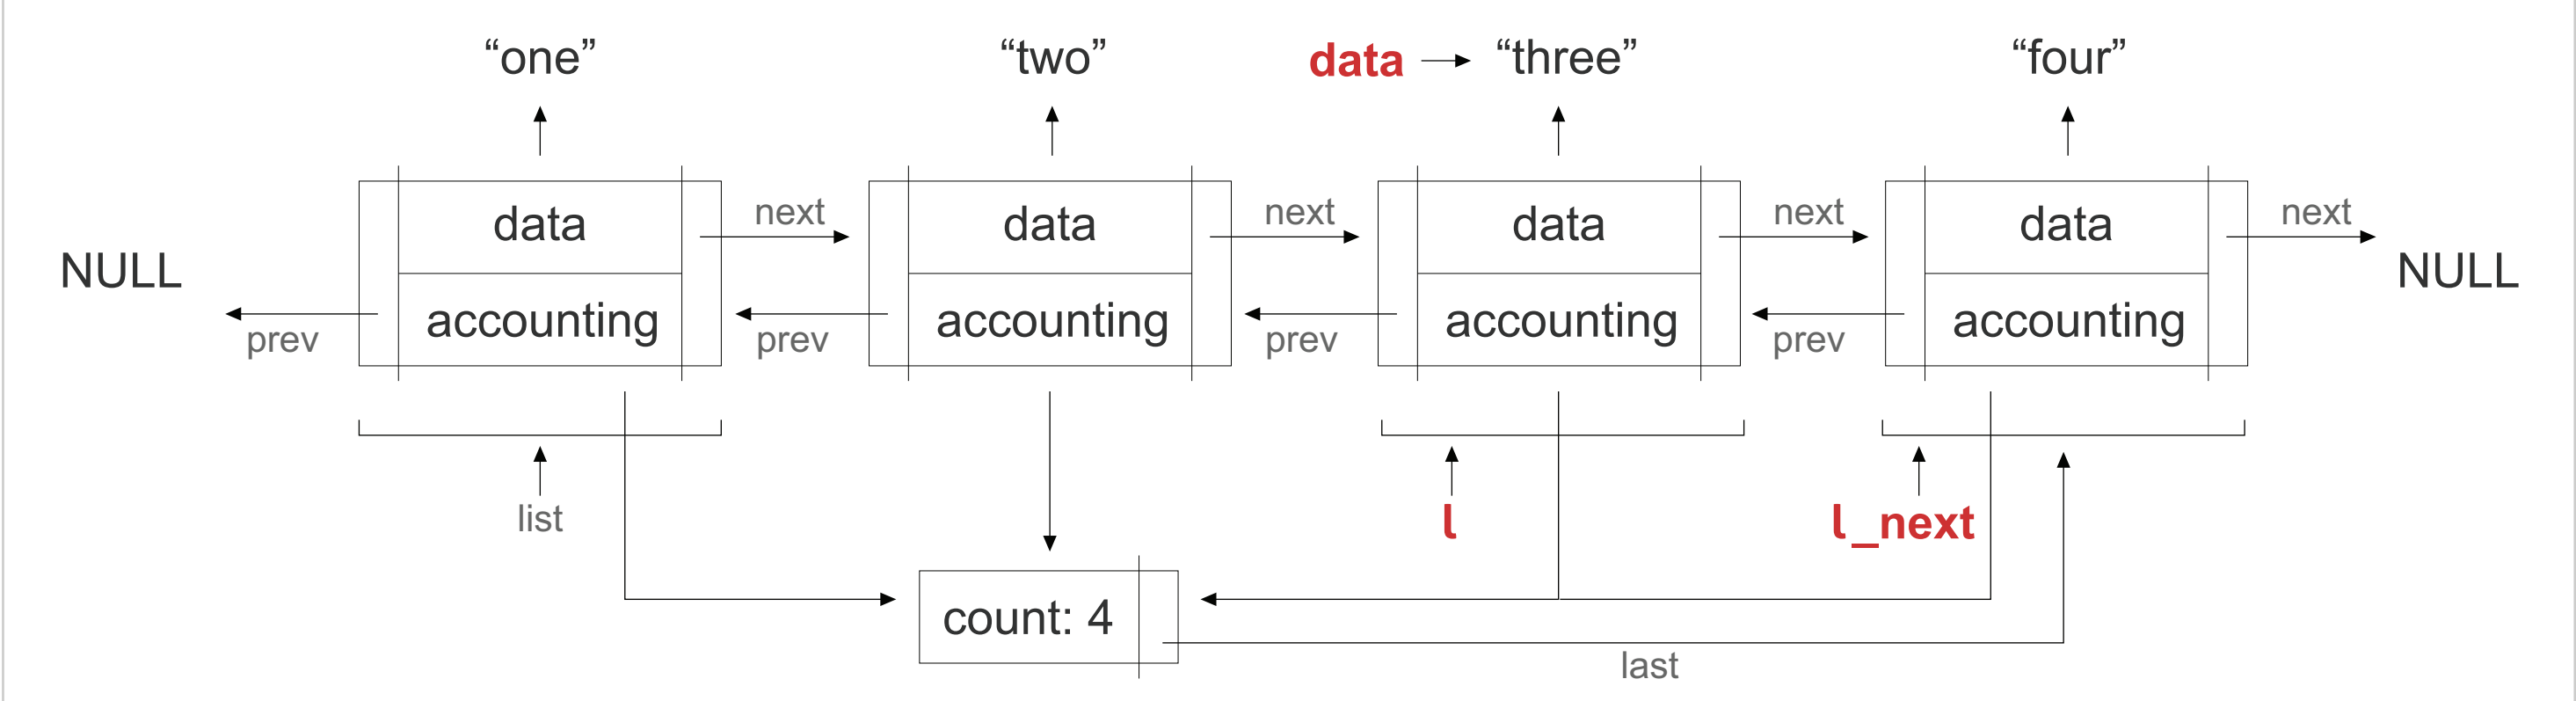 “one” “two” data “three” “four”
next next next next
data data data data
NULL NULL
accounting accounting accounting accounting
prev prev prev prev
list l l_next
count: 4
last